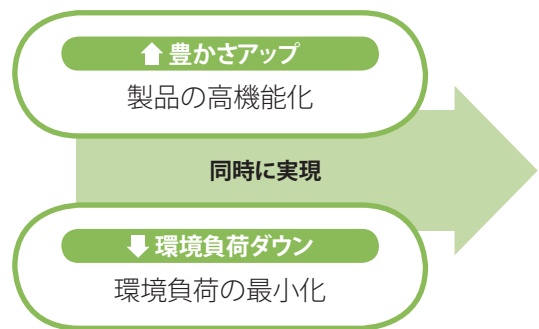 豊かさアップ
製品の高機能化
同時に実現
環境負荷ダウン
環境負荷の最小化